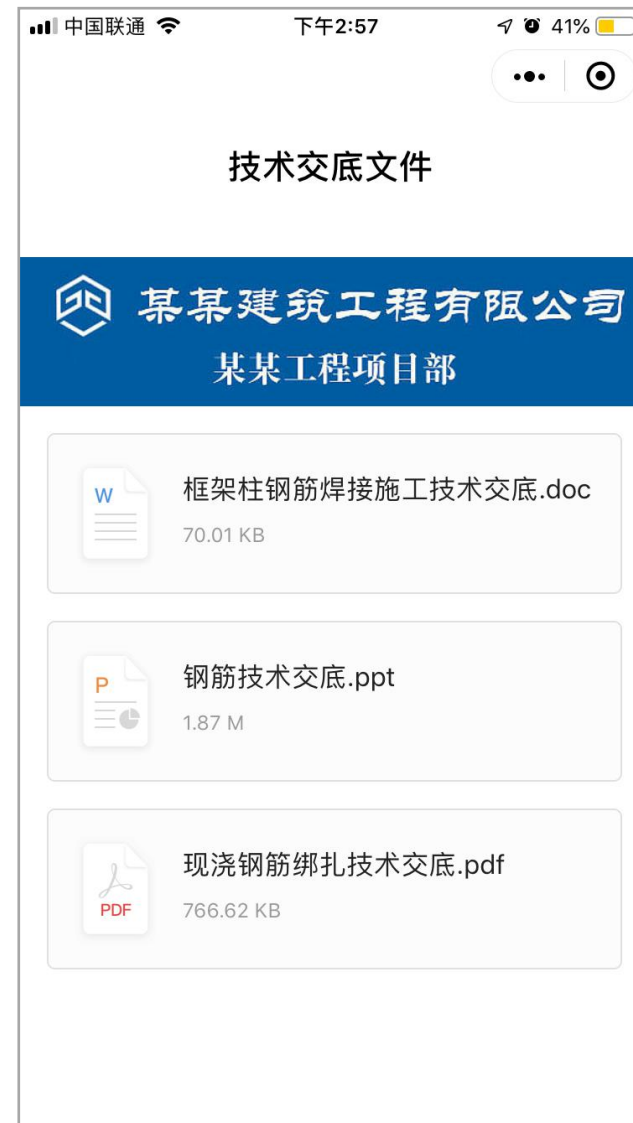 中国联通 下午2:57 41%
技术交底文件
某某建筑工程有限公司
某某工程项目部
W
框架柱钢筋焊接施工技术交底.doc
70.01 KB
P
钢筋技术交底.ppt
1.87 M
现浇钢筋绑扎技术交底.pdf
PDF
766.62 KB